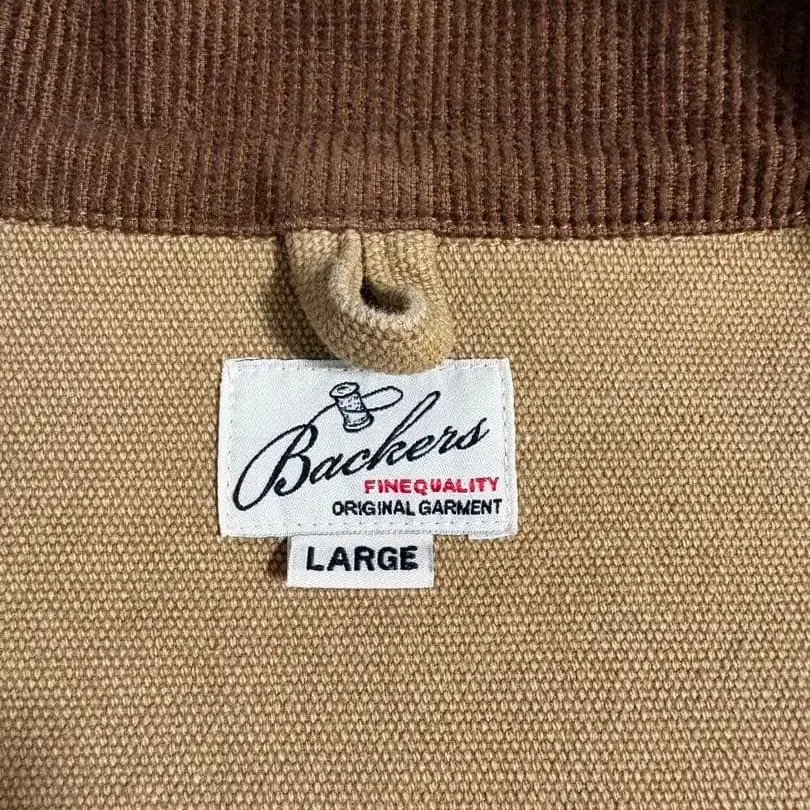 Backers
FINEQUALITY
ORIGINAL GARMENT
LARGE